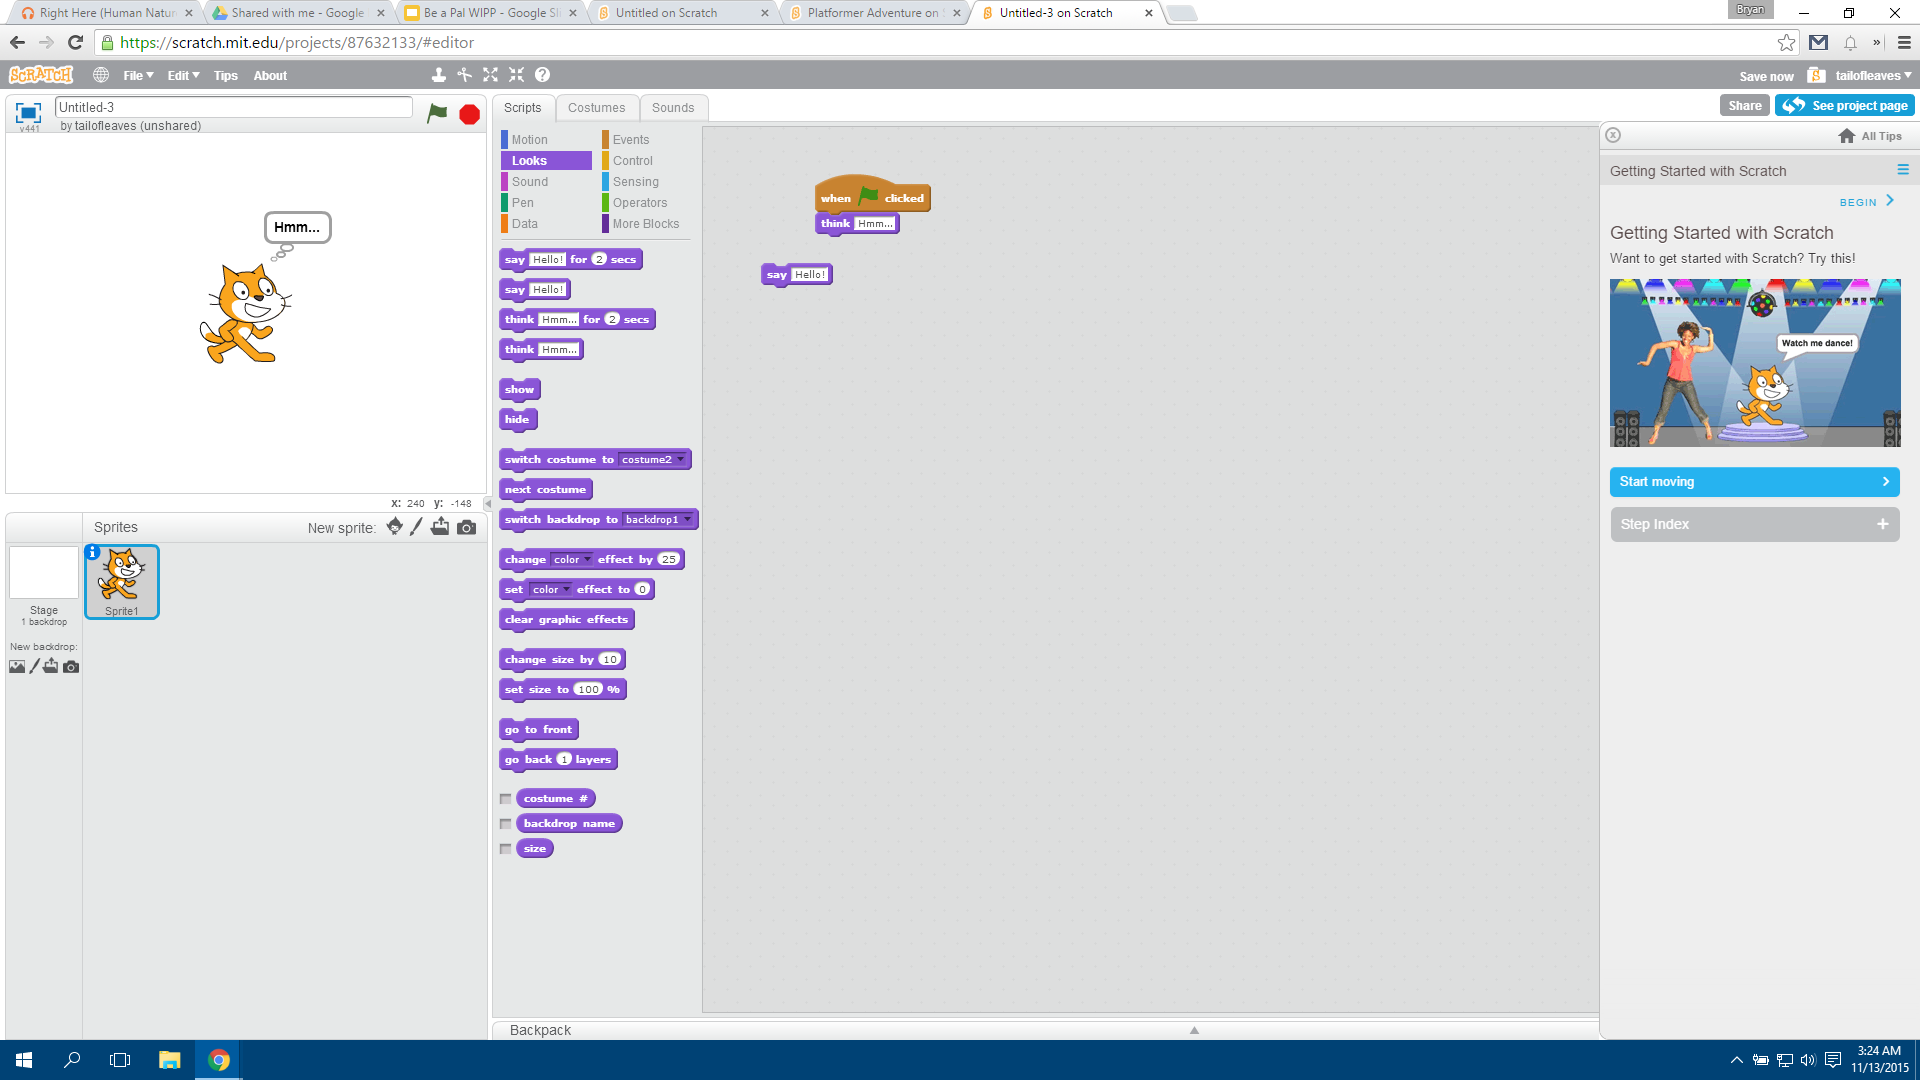 Right Here (Human Natur
Shared with me - Google
Be a Pal WIPP - Google Sli
Untitled on Scratch
Platformer Adventure on
Untitled-3 on Scratch
Bryan
https://scratch.mit.edu/projects/87632133/#editor
»
SCRATCH
File
Edit
Tips
About
Save now
tailofleaves
Untitled-3
by tailofleaves (unshared)
v441
Scripts
Costumes
Sounds
Share
See project page
Motion
Looks
Sound
Pen
Data
Events
Control
Sensing
Operators
More Blocks
Hmm...
say Hello! for 2 secs
say Hello!
think Hmm... for 2 secs
think Hmm...
show
hide
switch costume to costume2
next costume
switch backdrop to backdrop1
change color effect by 25
set color effect to 0
clear graphic effects
change size by 10
set size to 100 %
go to front
go back 1 layers
costume #
backdrop name
size
when clicked
think Hmm...
say Hello!
x: 240 y: -148
Sprites
New sprite:
Sprite1
Stage
1 backdrop
New backdrop:
Backpack
All Tips
Getting Started with Scratch
BEGIN
Getting Started with Scratch
Want to get started with Scratch? Try this!
Watch me dance!
Start moving
Step Index
3:24 AM
11/13/2015